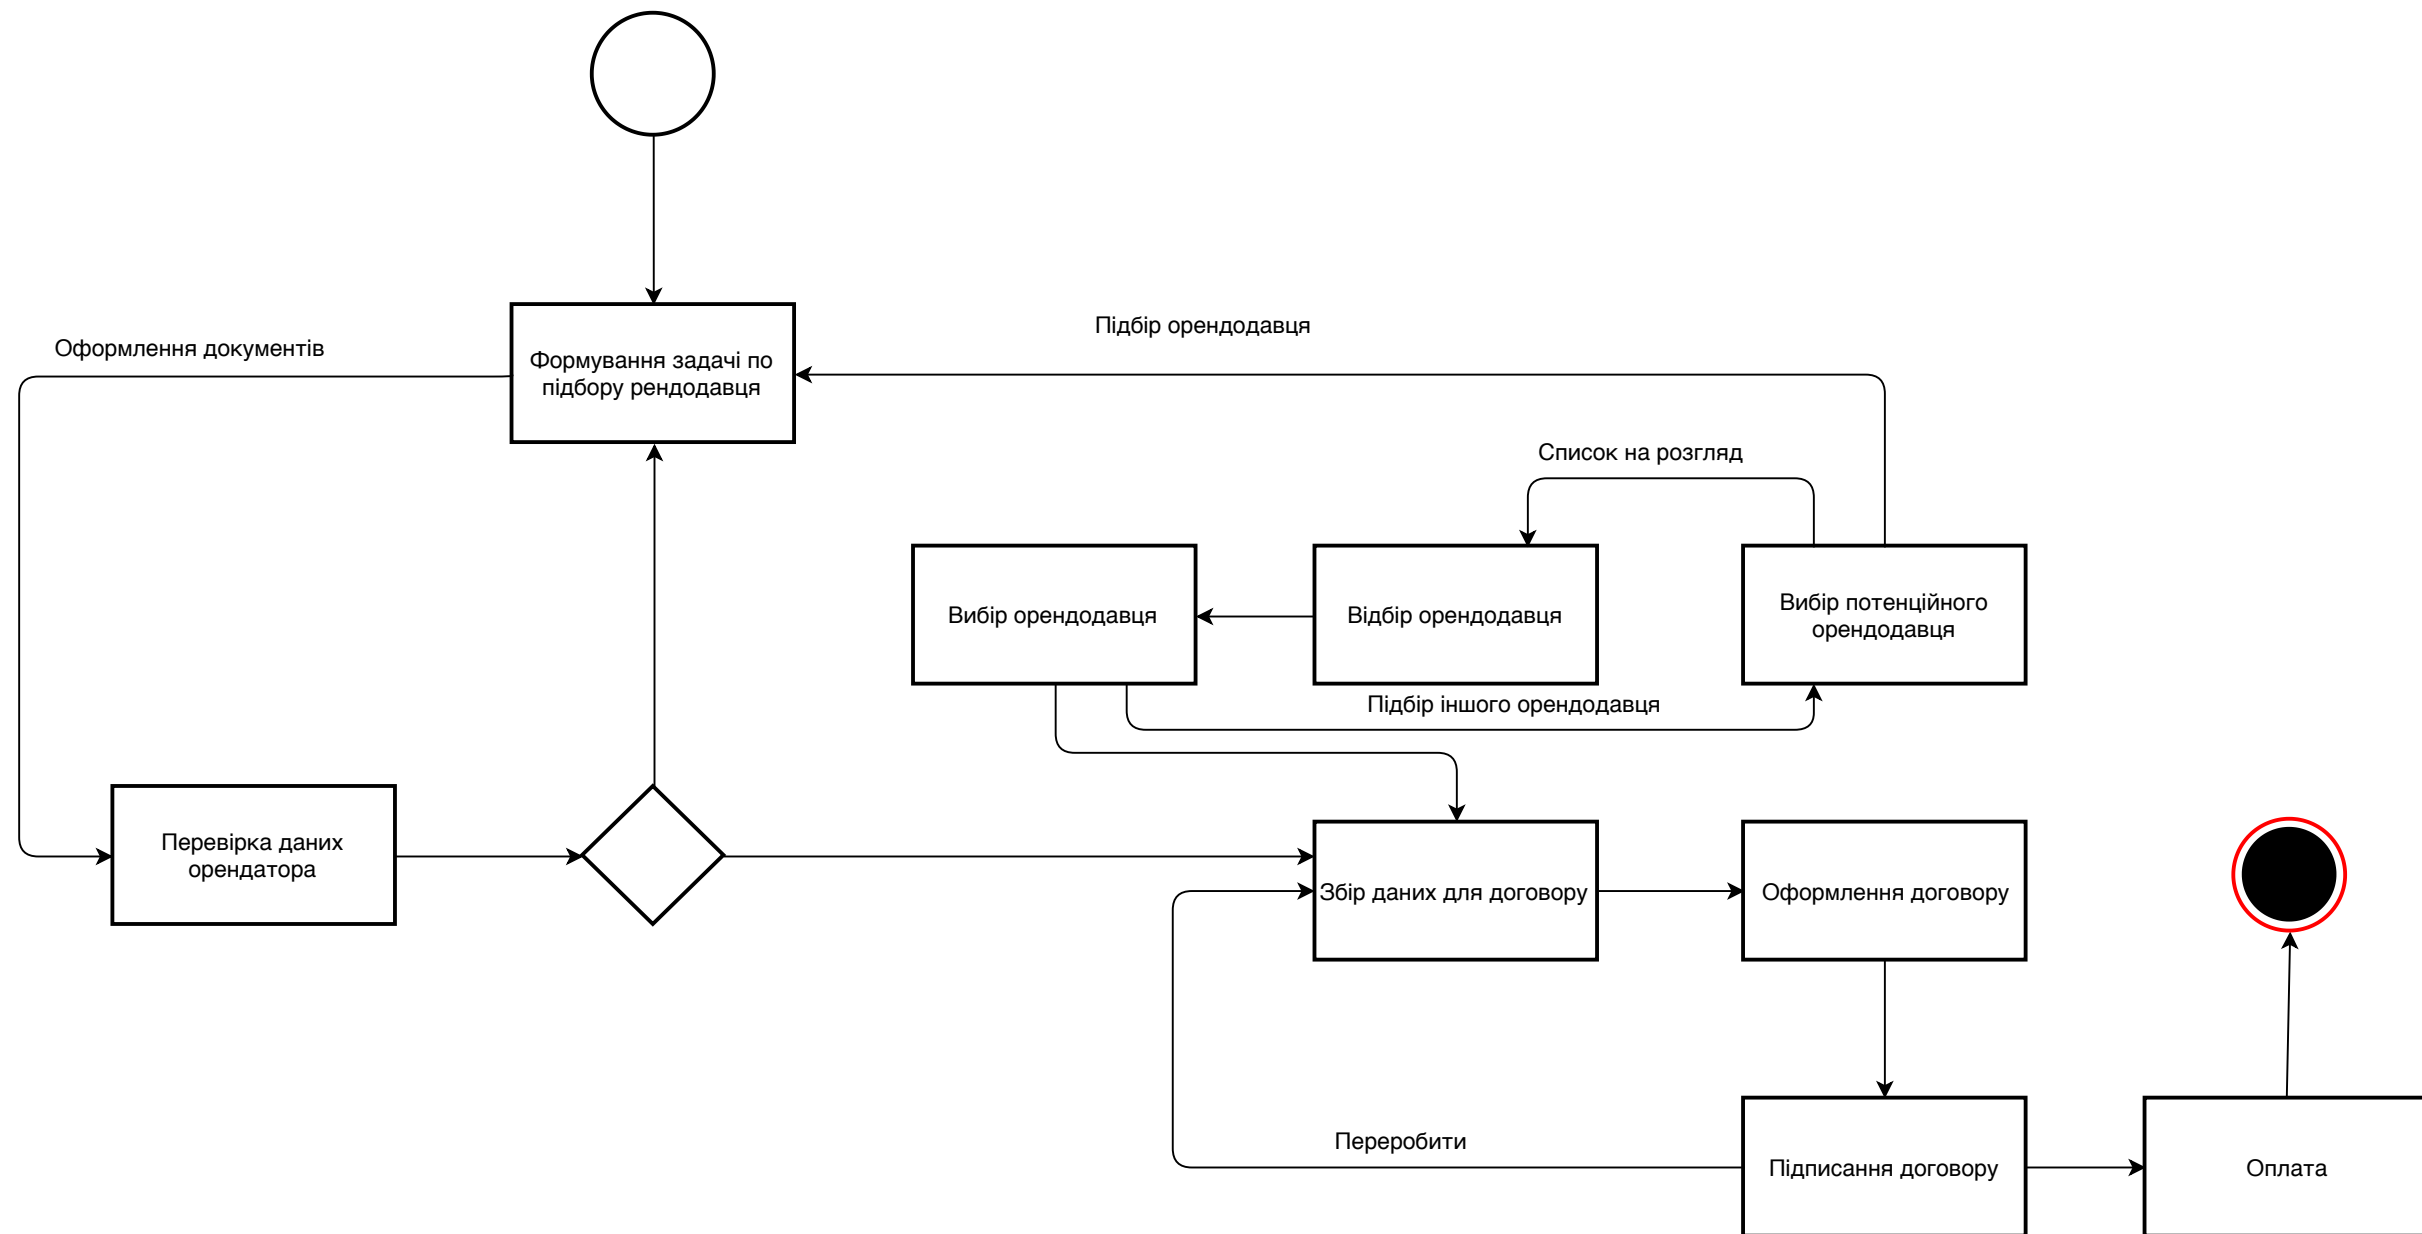 Підбір орендодавця
Оформлення документів
Формування задачі по
підбору рендодавця
Список на розгляд
Вибір орендодавця
Відбір орендодавця
Вибір потенційного
орендодавця
Підбір іншого орендодавця
Перевірка даних
орендатора
Збір даних для договору
Оформлення договору
Переробити
Підписання договору
Оплата